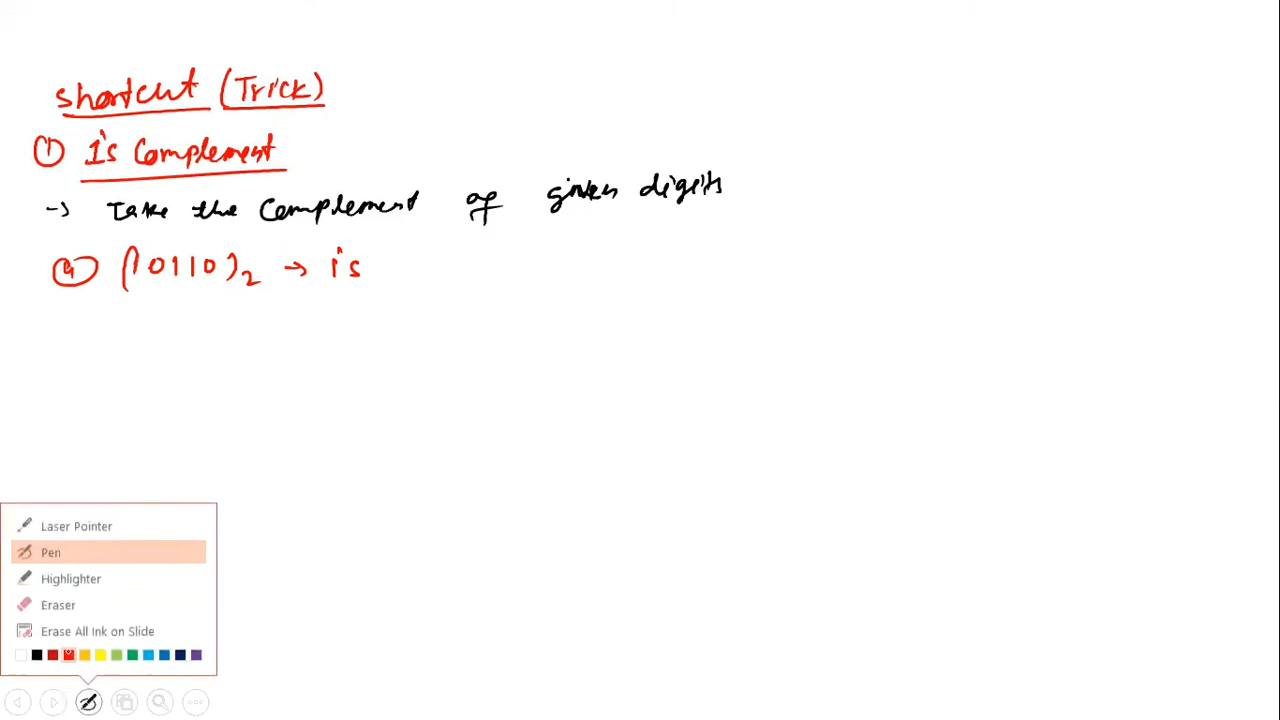 shortcut (Trick)
① 1's Complement
→ Take the Complement of given digits
ⓐ (10110)₂ → 1's
Laser Pointer
Pen
Highlighter
Eraser
Erase All Ink on Slide